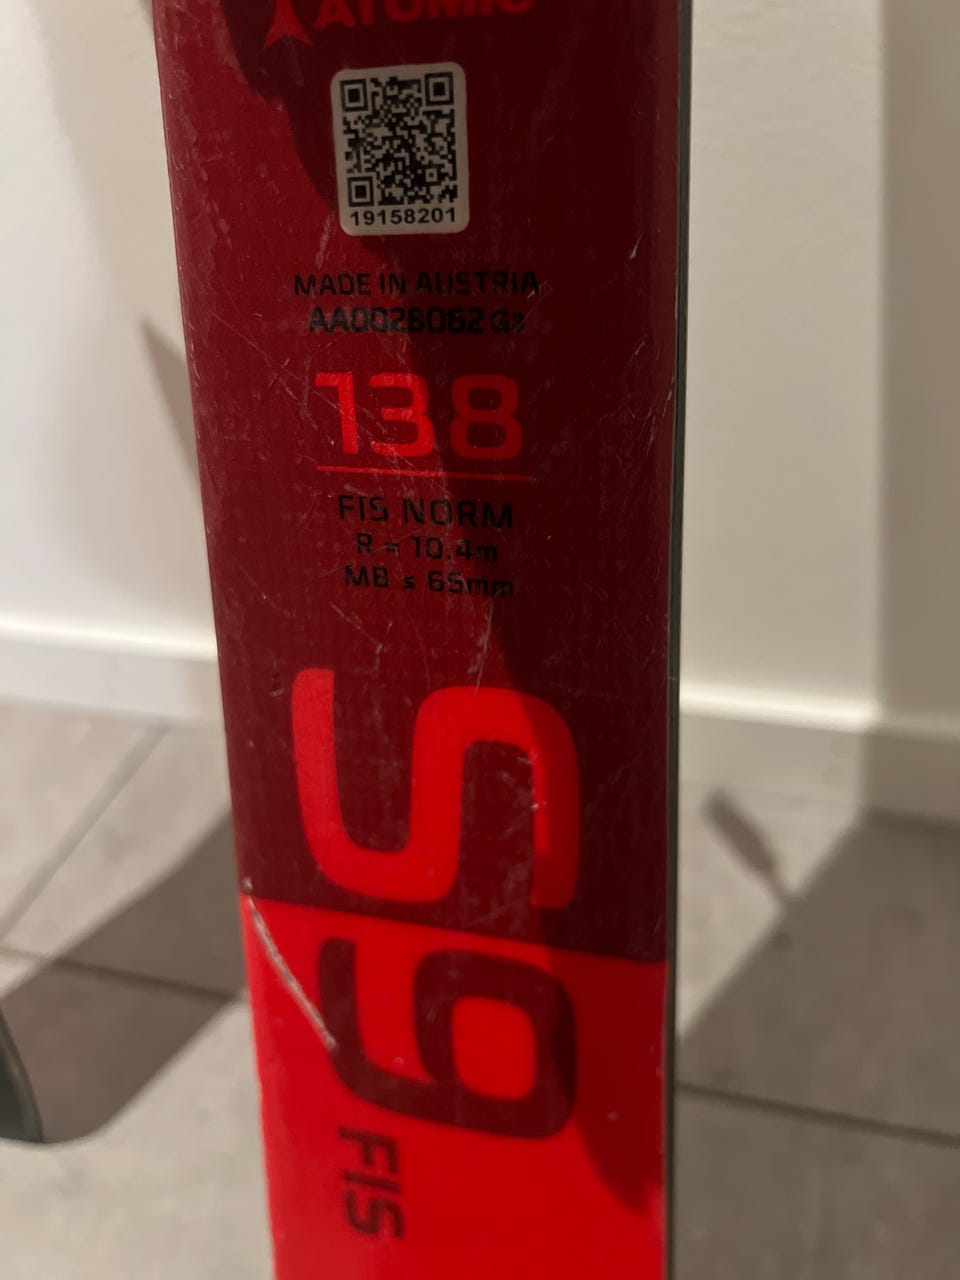 ATOMIC
19158201
MADE IN AUSTRIA
AA0028062
138
FIS NORM
R = 10.4m
MB ≤ 65mm
S9
FIS